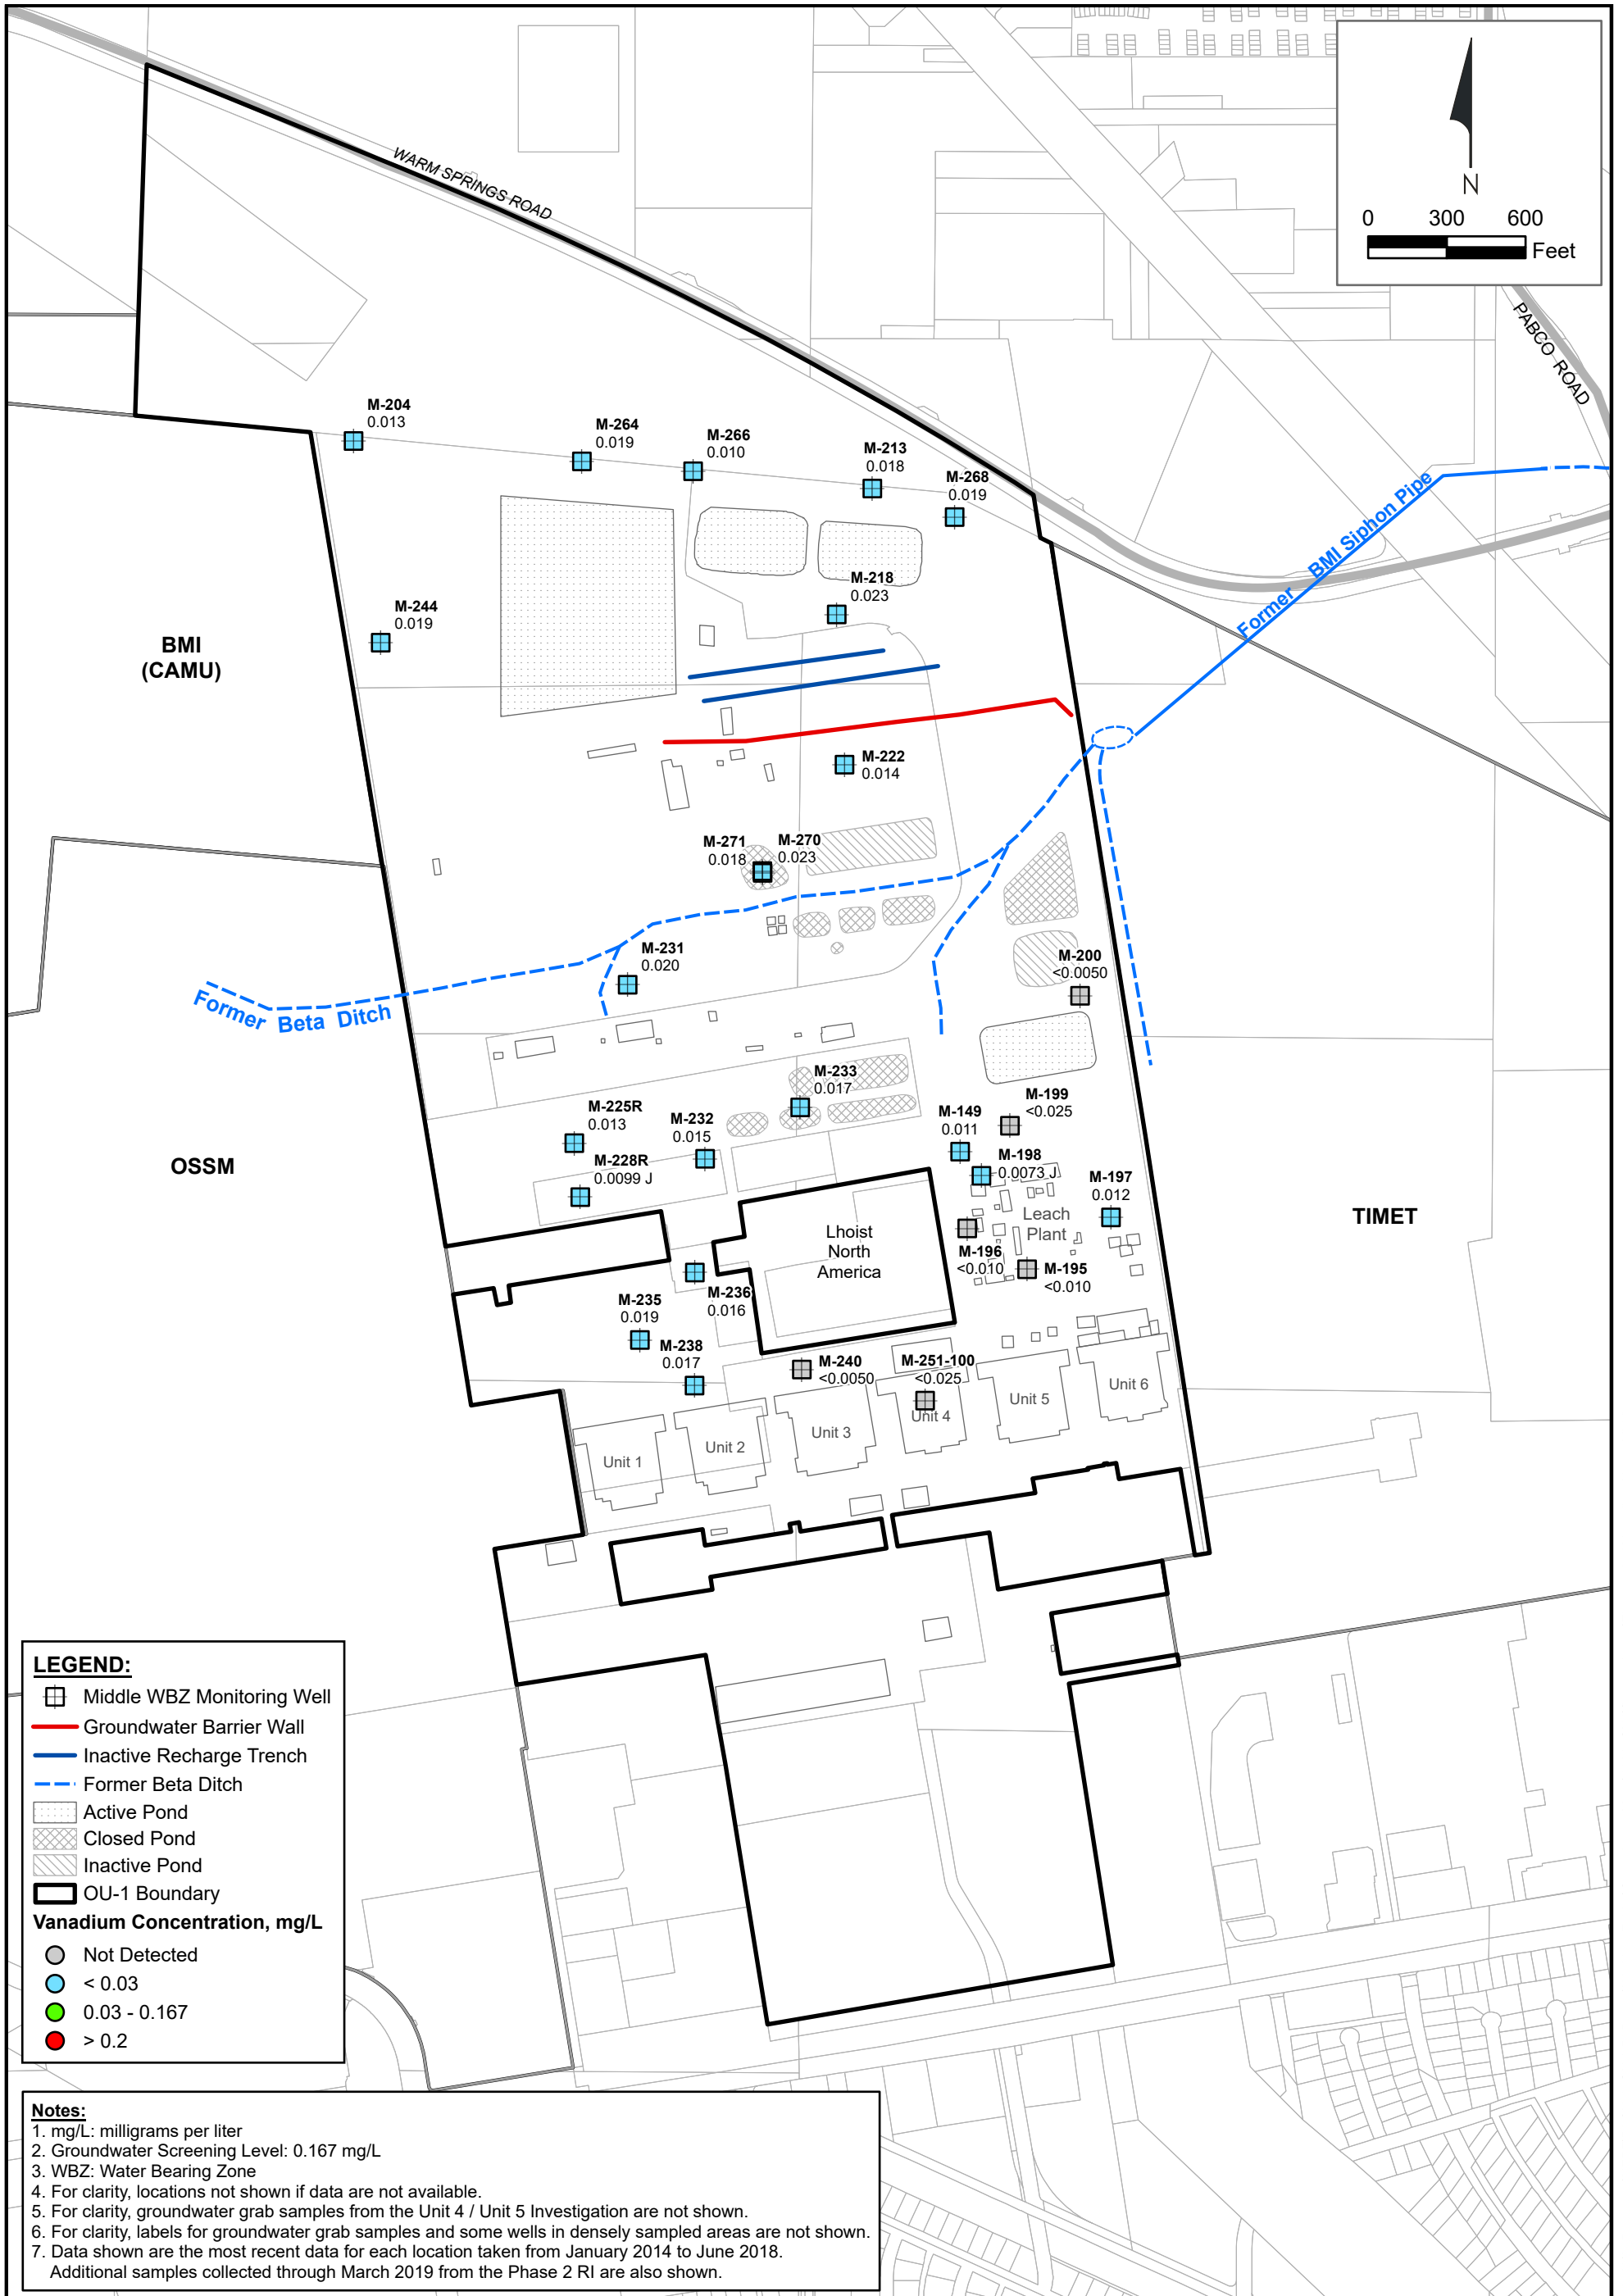 WARM SPRINGS ROAD
N
0 300 600
Feet
PABCO ROAD
M-204
0.013
M-264
0.019
M-266
0.010
M-213
0.018
M-268
0.019
Former BMI Siphon Pipe
M-218
0.023
M-244
0.019
BMI
(CAMU)
M-222
0.014
M-271
0.018
M-270
0.023
M-231
0.020
M-200
<0.0050
Former Beta Ditch
M-233
0.017
M-199
<0.025
M-225R
0.013
M-232
0.015
M-149
0.011
M-228R
0.0099 J
M-198
0.0073 J
M-197
0.012
OSSM
TIMET
Lhoist
North
America
Leach
Plant
M-196
<0.010
M-195
<0.010
M-236
0.016
M-235
0.019
M-238
0.017
M-240
<0.0050
M-251-100
<0.025
Unit 1
Unit 2
Unit 3
Unit 4
Unit 5
Unit 6
LEGEND:
Middle WBZ Monitoring Well
Groundwater Barrier Wall
Inactive Recharge Trench
Former Beta Ditch
Active Pond
Closed Pond
Inactive Pond
OU-1 Boundary
Vanadium Concentration, mg/L
Not Detected
< 0.03
0.03 - 0.167
> 0.2
Notes:
1. mg/L: milligrams per liter
2. Groundwater Screening Level: 0.167 mg/L
3. WBZ: Water Bearing Zone
4. For clarity, locations not shown if data are not available.
5. For clarity, groundwater grab samples from the Unit 4 / Unit 5 Investigation are not shown.
6. For clarity, labels for groundwater grab samples and some wells in densely sampled areas are not shown.
7. Data shown are the most recent data for each location taken from January 2014 to June 2018.
Additional samples collected through March 2019 from the Phase 2 RI are also shown.